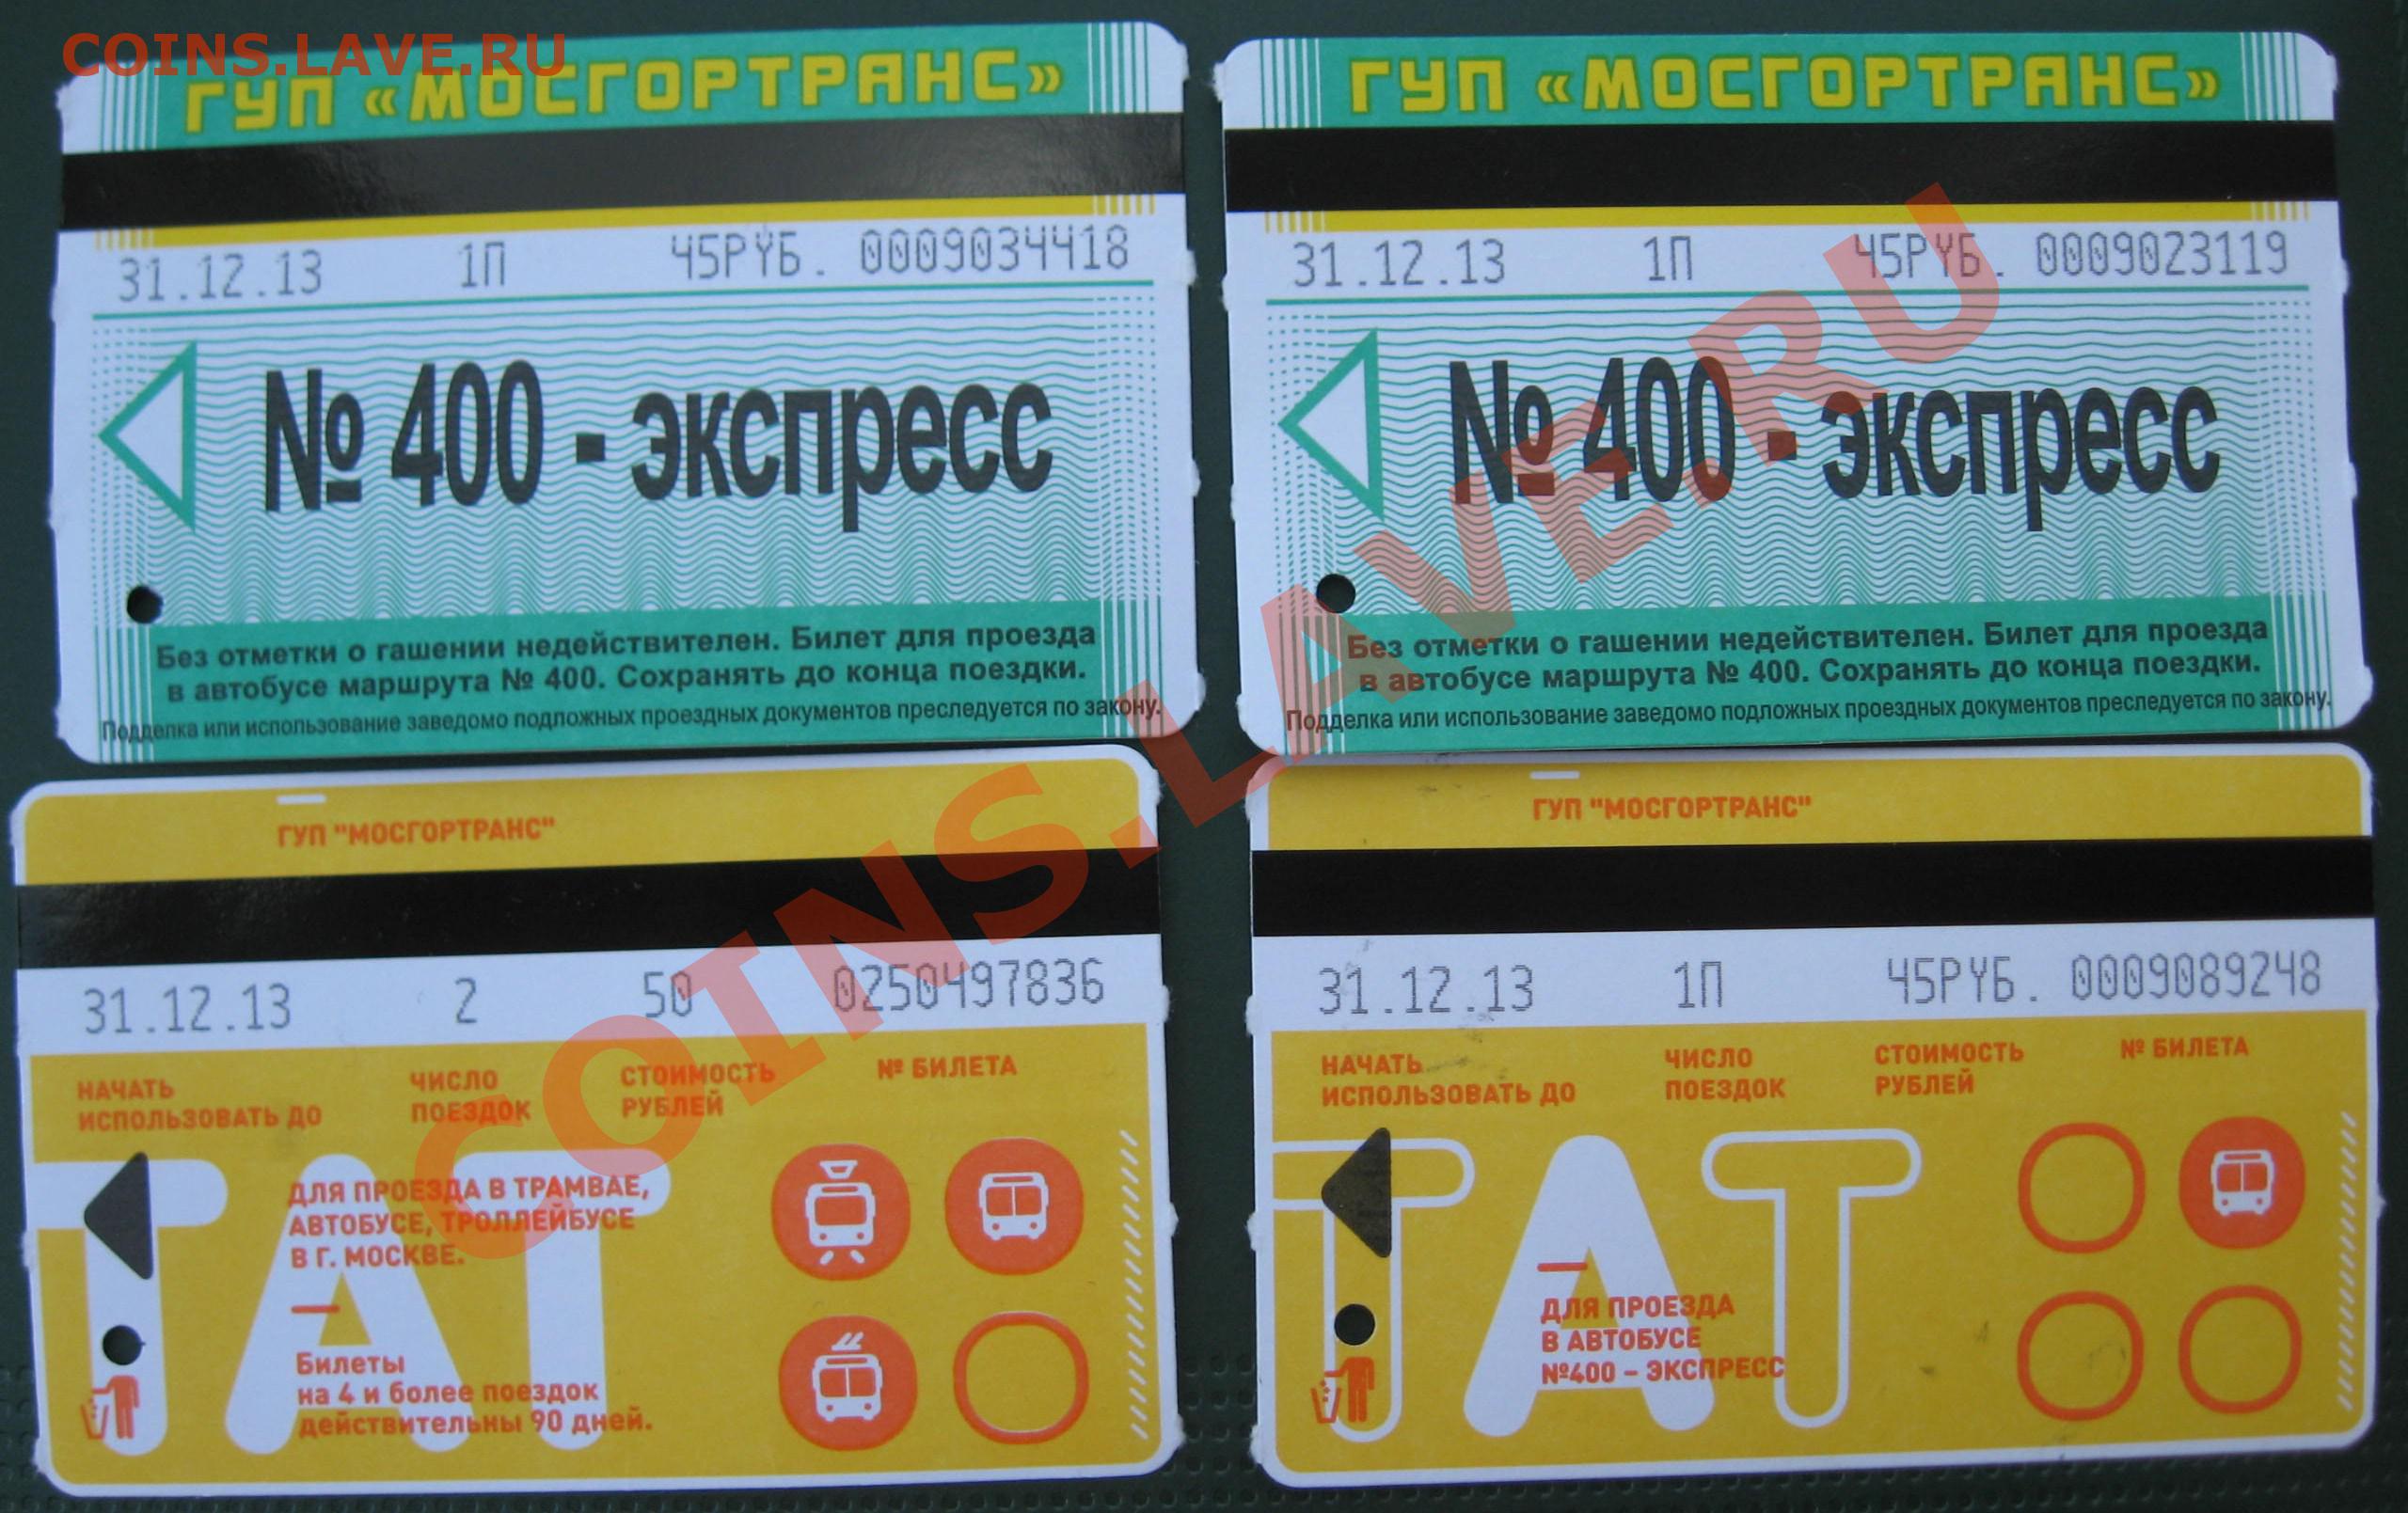 COINS.LAVE.RU
ГУП «МОСГОРТРАНС»
31.12.13 1П 45РУБ. 0009034418
№ 400 - экспресс
Без отметки о гашении недействителен. Билет для проезда
в автобусе маршрута № 400. Сохранять до конца поездки.
Подделка или использование заведомо подложных проездных документов преследуется по закону.
ГУП «МОСГОРТРАНС»
31.12.13 1П 45РУБ. 0009023119
№ 400 - экспресс
Без отметки о гашении недействителен. Билет для проезда
в автобусе маршрута № 400. Сохранять до конца поездки.
Подделка или использование заведомо подложных проездных документов преследуется по закону.
ГУП "МОСГОРТРАНС"
31.12.13 2 50 0250497836
НАЧАТЬ
ИСПОЛЬЗОВАТЬ ДО
ЧИСЛО
ПОЕЗДОК
СТОИМОСТЬ
РУБЛЕЙ
№ БИЛЕТА
ТАТ
ДЛЯ ПРОЕЗДА В ТРАМВАЕ,
АВТОБУСЕ, ТРОЛЛЕЙБУСЕ
В Г. МОСКВЕ.
Билеты
на 4 и более поездок
действительны 90 дней.
ГУП "МОСГОРТРАНС"
31.12.13 1П 45РУБ. 0009089248
НАЧАТЬ
ИСПОЛЬЗОВАТЬ ДО
ЧИСЛО
ПОЕЗДОК
СТОИМОСТЬ
РУБЛЕЙ
№ БИЛЕТА
ТАТ
ДЛЯ ПРОЕЗДА
В АВТОБУСЕ
№400 - ЭКСПРЕСС
COINS.LAVE.RU